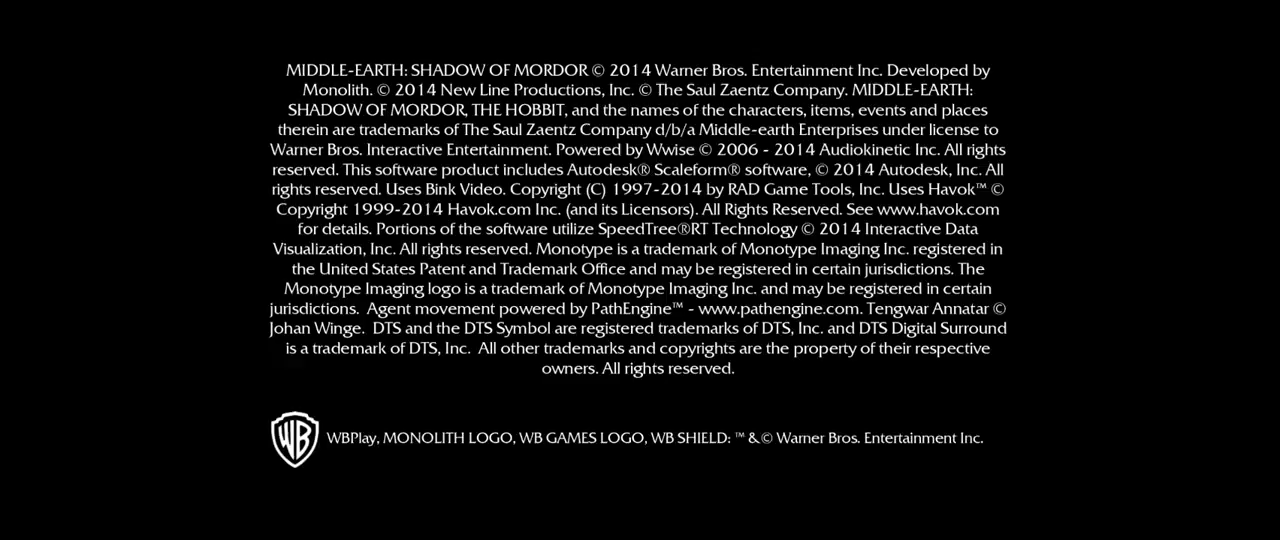 MIDDLE-EARTH: SHADOW OF MORDOR © 2014 Warner Bros. Entertainment Inc. Developed by
Monolith. © 2014 New Line Productions, Inc. © The Saul Zaentz Company. MIDDLE-EARTH:
SHADOW OF MORDOR, THE HOBBIT, and the names of the characters, items, events and places
therein are trademarks of The Saul Zaentz Company d/b/a Middle-earth Enterprises under license to
Warner Bros. Interactive Entertainment. Powered by Wwise © 2006 - 2014 Audiokinetic Inc. All rights
reserved. This software product includes Autodesk® Scaleform® software, © 2014 Autodesk, Inc. All
rights reserved. Uses Bink Video. Copyright (C) 1997-2014 by RAD Game Tools, Inc. Uses Havok™ ©
Copyright 1999-2014 Havok.com Inc. (and its Licensors). All Rights Reserved. See www.havok.com
for details. Portions of the software utilize SpeedTree®RT Technology © 2014 Interactive Data
Visualization, Inc. All rights reserved. Monotype is a trademark of Monotype Imaging Inc. registered in
the United States Patent and Trademark Office and may be registered in certain jurisdictions. The
Monotype Imaging logo is a trademark of Monotype Imaging Inc. and may be registered in certain
jurisdictions. Agent movement powered by PathEngine™ - www.pathengine.com. Tengwar Annatar ©
Johan Winge. DTS and the DTS Symbol are registered trademarks of DTS, Inc. and DTS Digital Surround
is a trademark of DTS, Inc. All other trademarks and copyrights are the property of their respective
owners. All rights reserved.
WB WBPlay, MONOLITH LOGO, WB GAMES LOGO, WB SHIELD: ™ & © Warner Bros. Entertainment Inc.